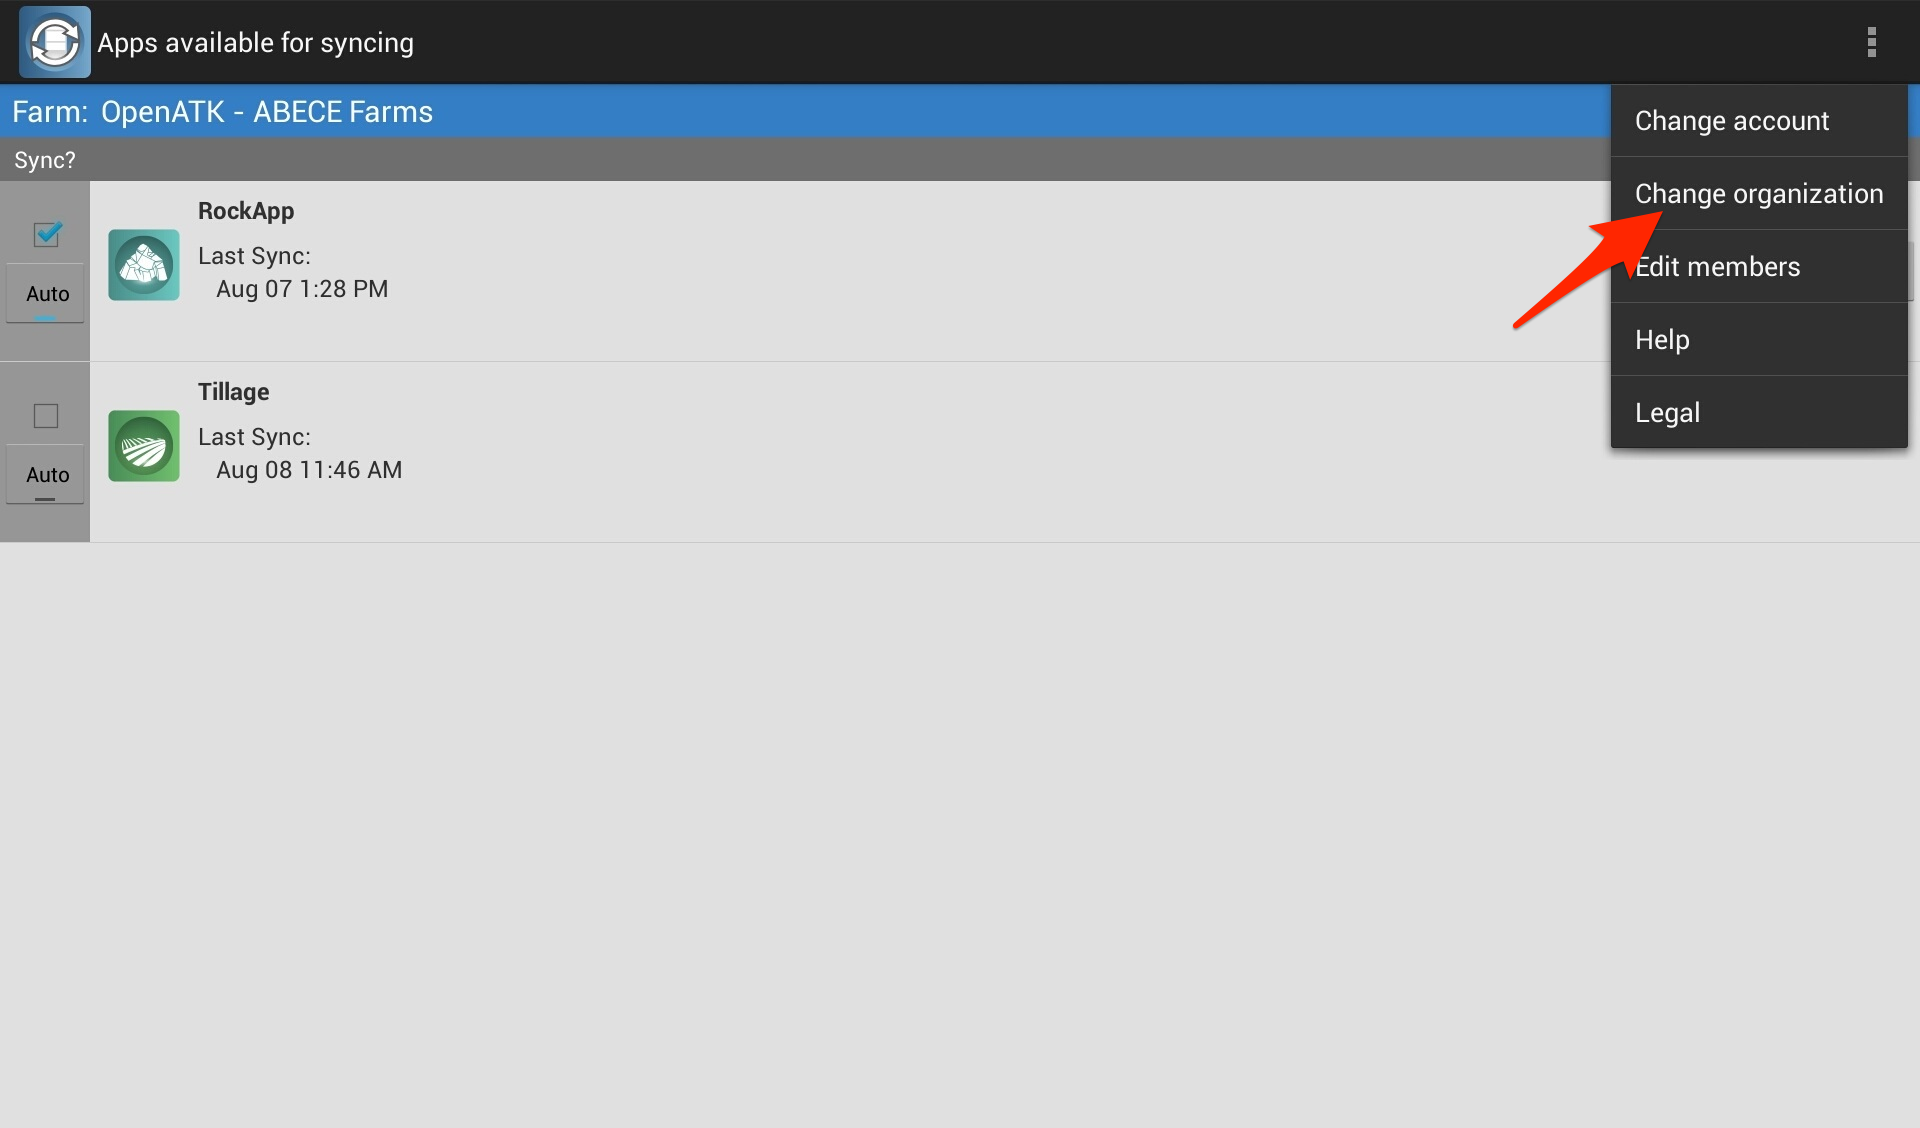 Apps available for syncing
Farm: OpenATK - ABECE Farms
Sync?
RockApp
Last Sync:
Aug 07 1:28 PM
Auto
Tillage
Last Sync:
Aug 08 11:46 AM
Auto
Change account
Change organization
Edit members
Help
Legal